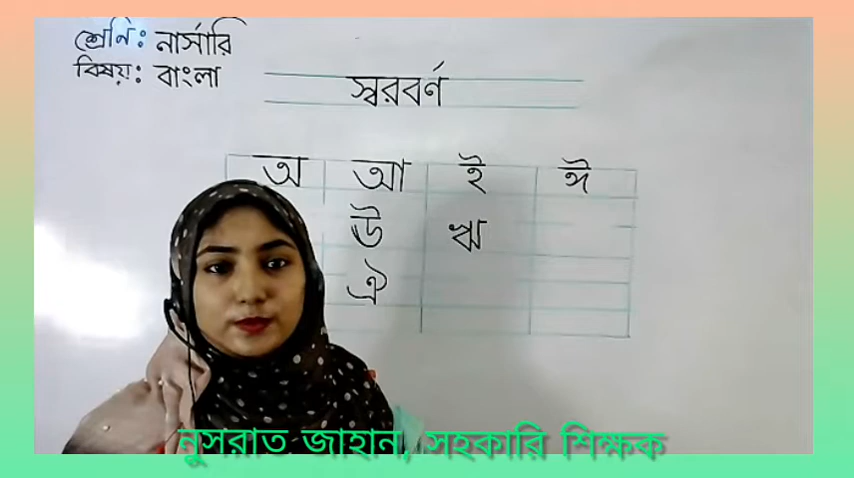 শ্রেণি: নার্সারি
বিষয়: বাংলা
স্বরবর্ণ
অ আ ই ঈ
ঊ ঋ
ঐ
নুসরাত জাহান, সহকারি শিক্ষক